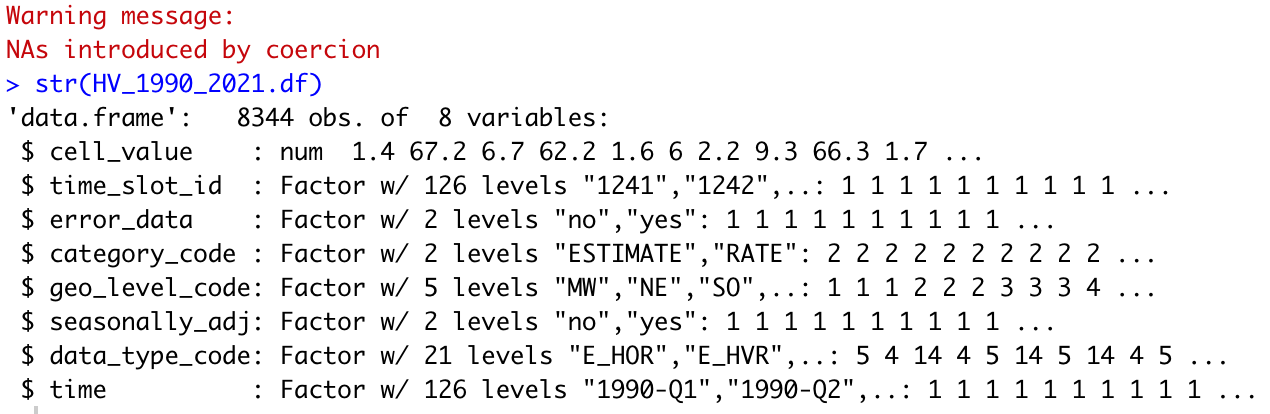 Warning message:
NAs introduced by coercion
> str(HV_1990_2021.df)
'data.frame':   8344 obs. of  8 variables:
 $ cell_value    : num  1.4 67.2 6.7 62.2 1.6 6 2.2 9.3 66.3 1.7 ...
 $ time_slot_id  : Factor w/ 126 levels "1241","1242",..: 1 1 1 1 1 1 1 1 1 1 ...
 $ error_data    : Factor w/ 2 levels "no","yes": 1 1 1 1 1 1 1 1 1 1 ...
 $ category_code : Factor w/ 2 levels "ESTIMATE","RATE": 2 2 2 2 2 2 2 2 2 2 ...
 $ geo_level_code: Factor w/ 5 levels "MW","NE","SO",..: 1 1 1 2 2 2 3 3 3 4 ...
 $ seasonally_adj: Factor w/ 2 levels "no","yes": 1 1 1 1 1 1 1 1 1 1 ...
 $ data_type_code: Factor w/ 21 levels "E_HOR","E_HVR",..: 5 4 14 4 5 14 5 14 4 5 ...
 $ time          : Factor w/ 126 levels "1990-Q1","1990-Q2",..: 1 1 1 1 1 1 1 1 1 1 ...